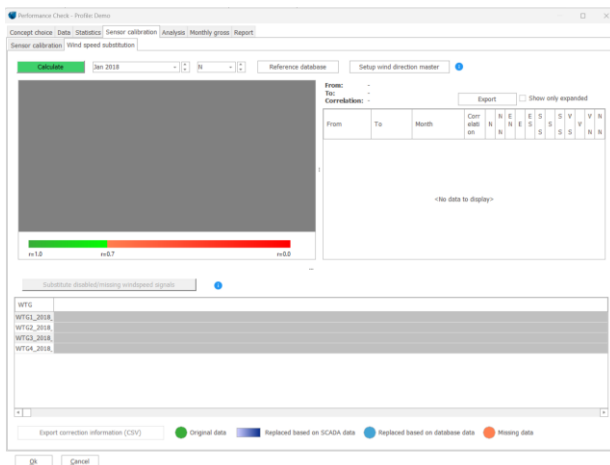 Performance Check - Profile: Demo
Concept choice Data Statistics Sensor calibration Analysis Monthly gross Report
Sensor calibration Wind speed substitution
Calculate Jan 2018 N Reference database Setup wind direction master
From: -
To: -
Correlation: -
Export Show only expanded
From To Month Corr elati on N N N E N E E S S S S S S V S V V N N N
<No data to display>
r=1.0 r=0.7 r=0.0
Substitute disabled/missing windspeed signals
WTG
WTG1_2018_
WTG2_2018_
WTG3_2018_
WTG4_2018_
Export correction information (CSV) Original data Replaced based on SCADA data Replaced based on database data Missing data
Ok Cancel